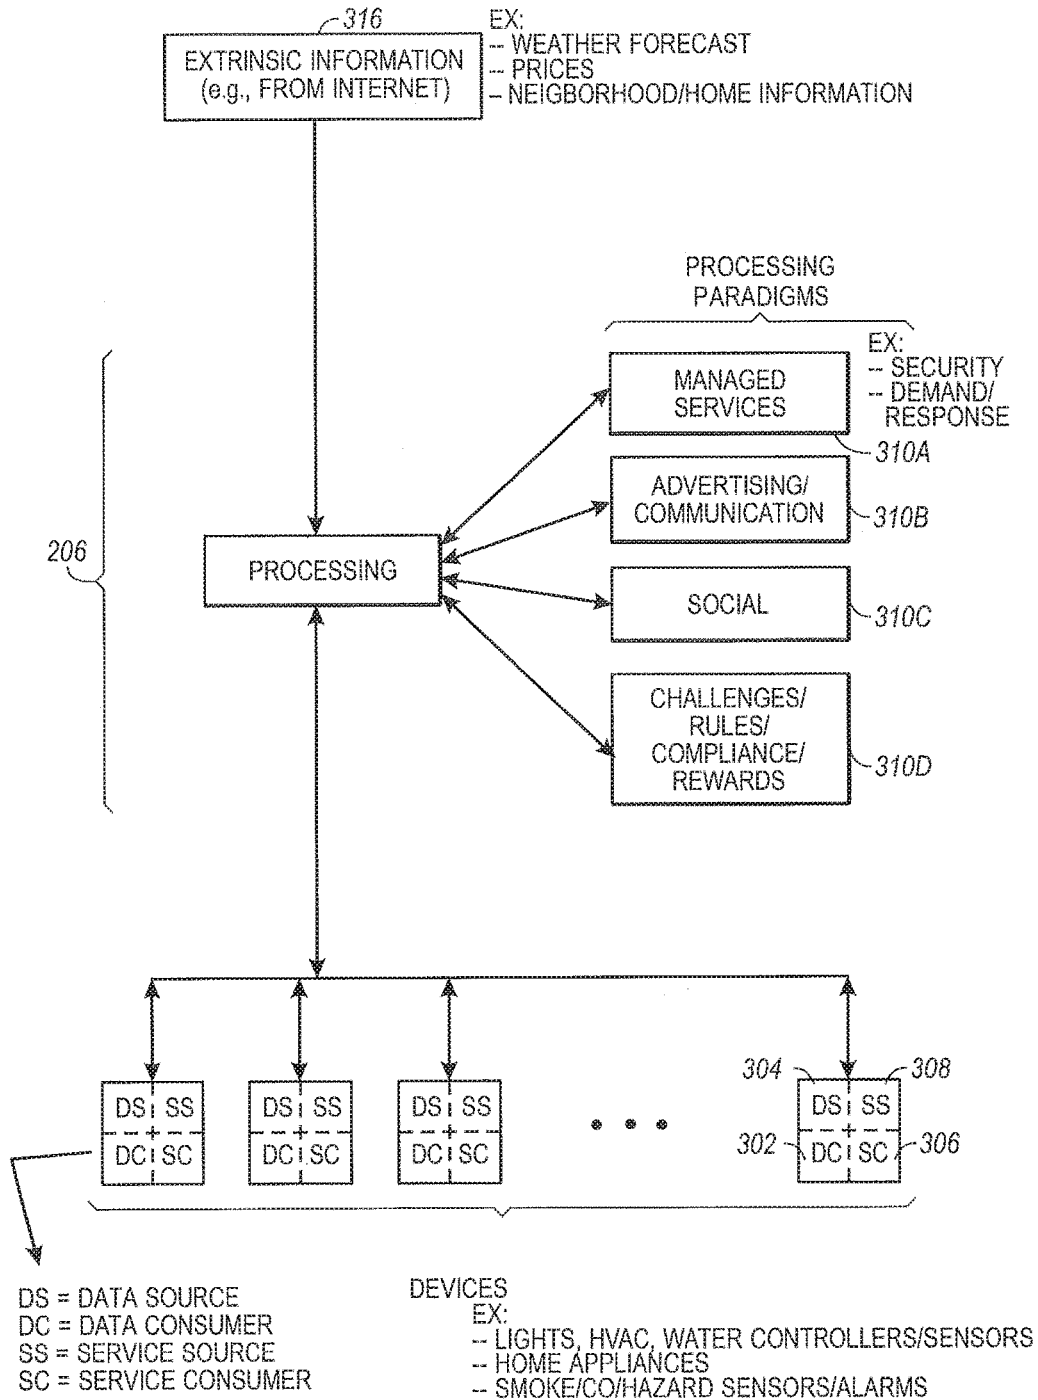 316
EXTRINSIC INFORMATION
(e.g., FROM INTERNET)
EX:
-- WEATHER FORECAST
-- PRICES
-- NEIGBORHOOD/HOME INFORMATION
PROCESSING
PARADIGMS
MANAGED
SERVICES
EX:
-- SECURITY
-- DEMAND/
RESPONSE
310A
ADVERTISING/
COMMUNICATION
310B
206
PROCESSING
SOCIAL
310C
CHALLENGES/
RULES/
COMPLIANCE/
REWARDS
310D
DS SS
DC SC
DS SS
DC SC
DS SS
DC SC
304
308
DS SS
302
DC SC
306
DS = DATA SOURCE
DC = DATA CONSUMER
SS = SERVICE SOURCE
SC = SERVICE CONSUMER
DEVICES
EX:
-- LIGHTS, HVAC, WATER CONTROLLERS/SENSORS
-- HOME APPLIANCES
-- SMOKE/CO/HAZARD SENSORS/ALARMS